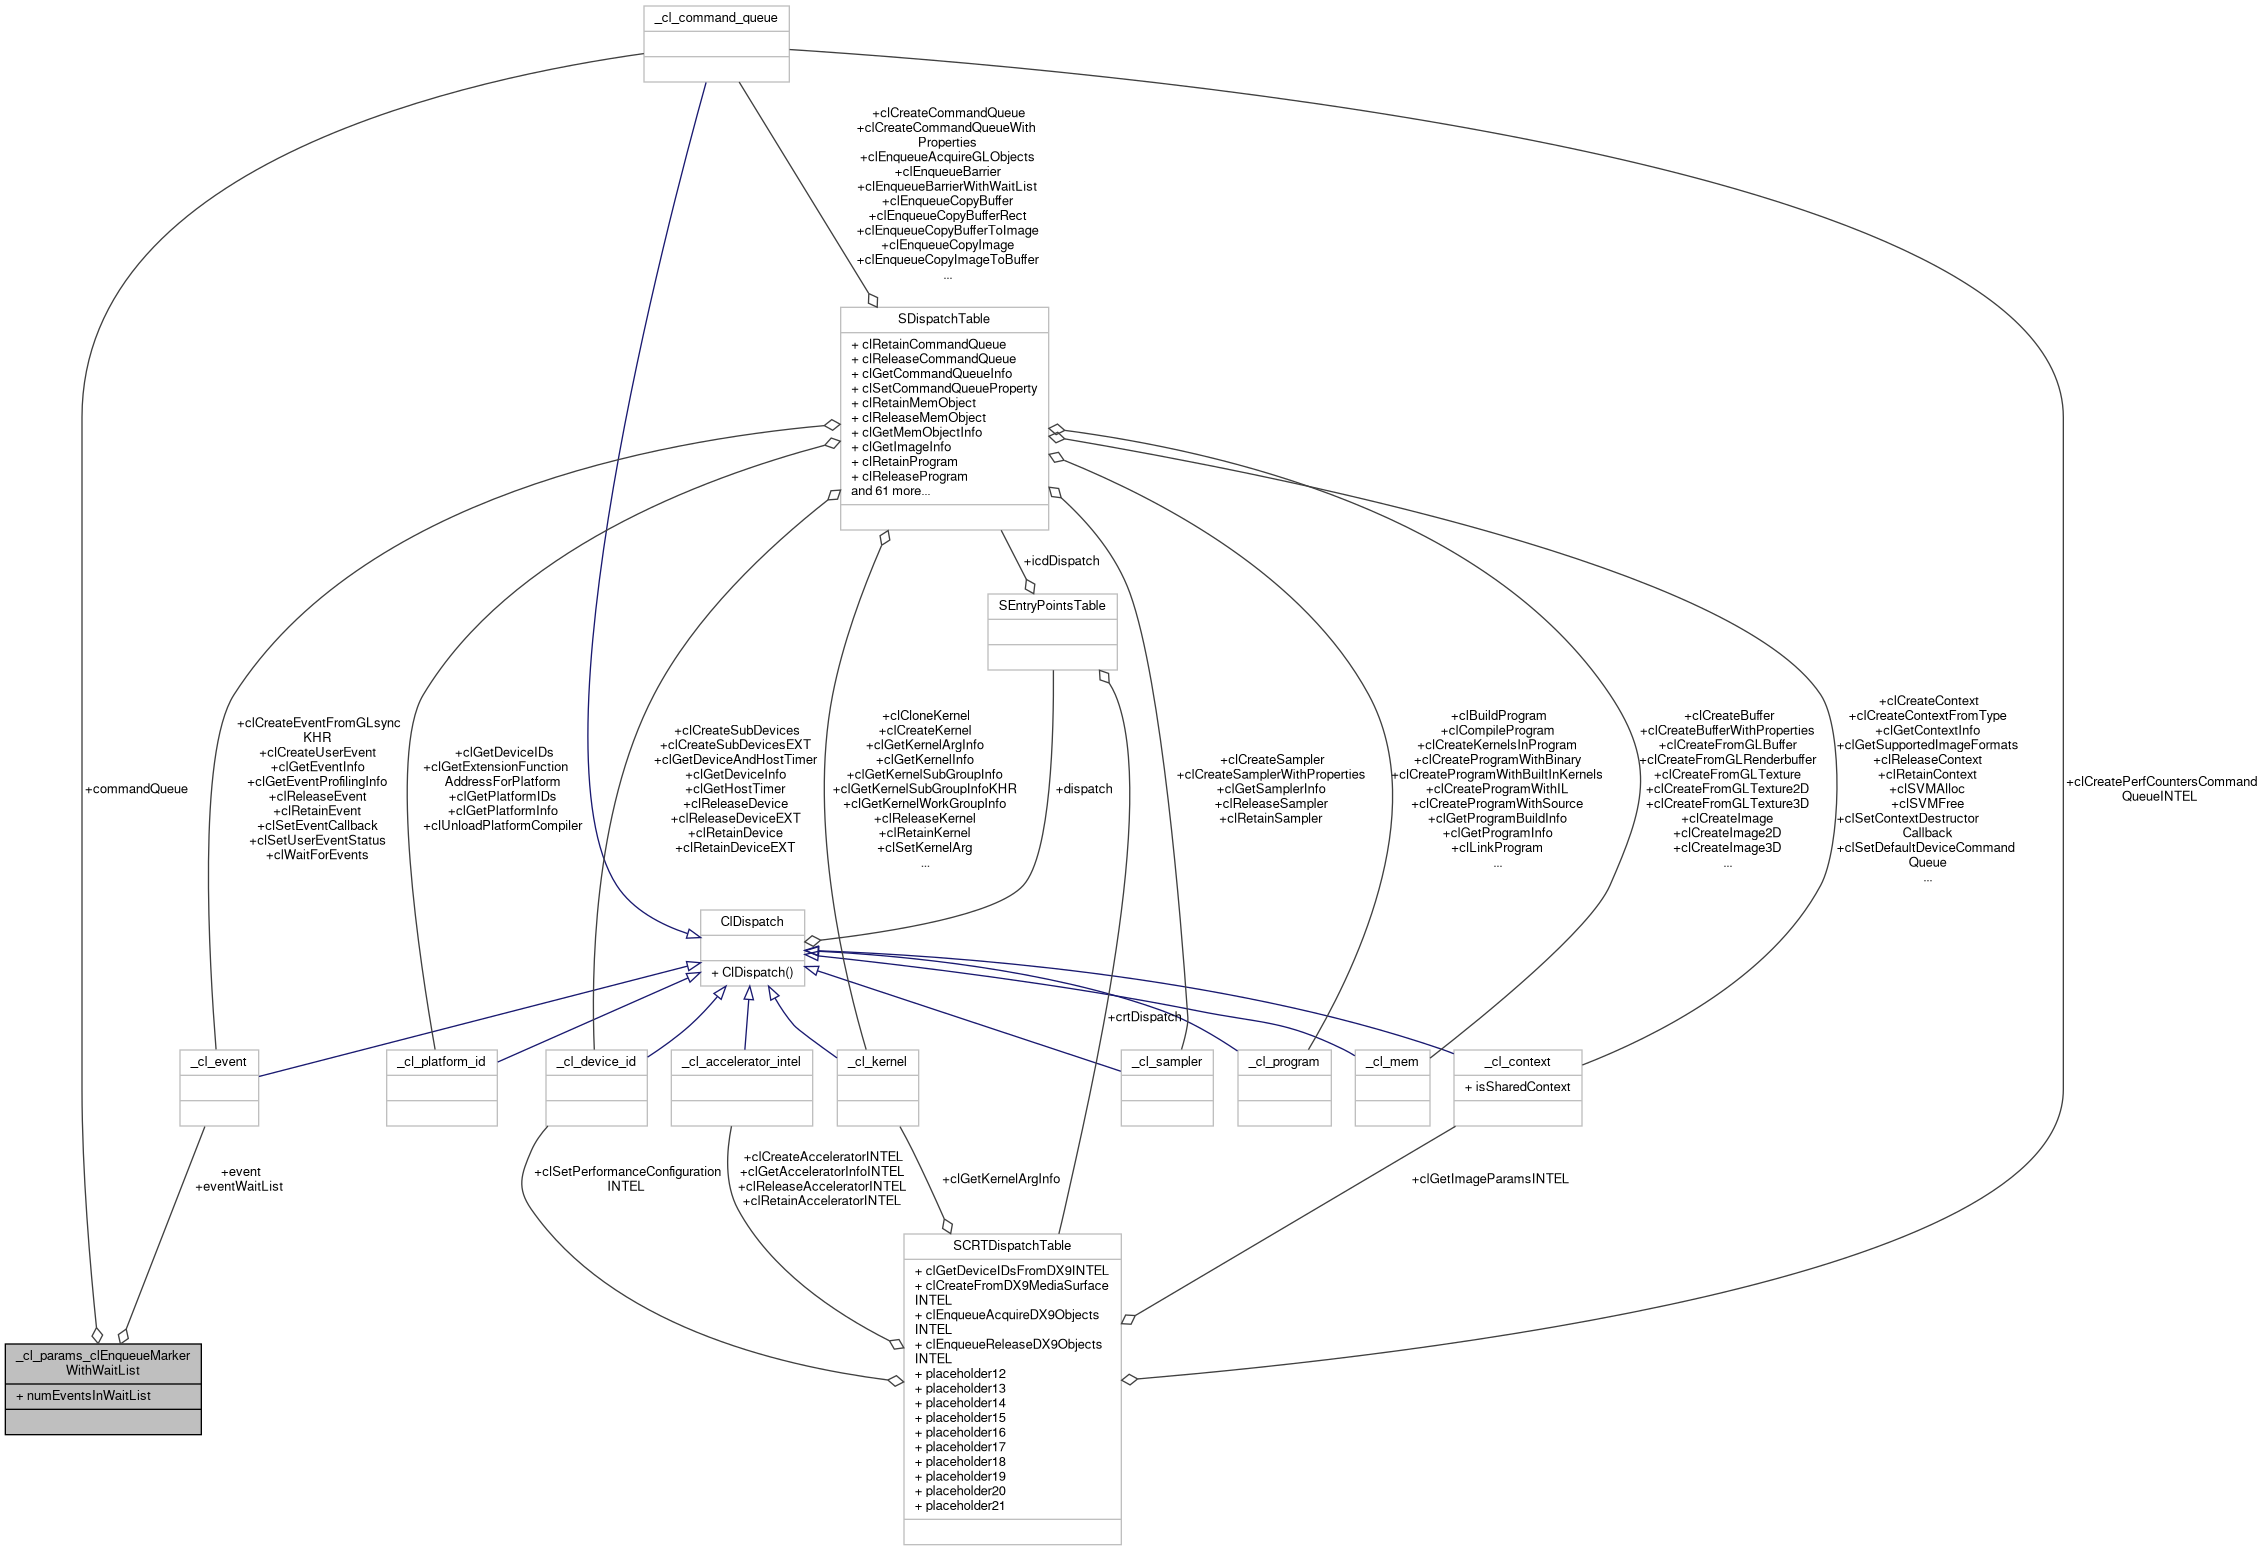 _cl_command_queue
+clCreateCommandQueue
+clCreateCommandQueueWith
Properties
+clEnqueueAcquireGLObjects
+clEnqueueBarrier
+clEnqueueBarrierWithWaitList
+clEnqueueCopyBuffer
+clEnqueueCopyBufferRect
+clEnqueueCopyBufferToImage
+clEnqueueCopyImage
+clEnqueueCopyImageToBuffer
...
SDispatchTable
+ clRetainCommandQueue
+ clReleaseCommandQueue
+ clGetCommandQueueInfo
+ clSetCommandQueueProperty
+ clRetainMemObject
+ clReleaseMemObject
+ clGetMemObjectInfo
+ clGetImageInfo
+ clRetainProgram
+ clReleaseProgram
and 61 more...
+icdDispatch
SEntryPointsTable
+commandQueue
+clCreateEventFromGLsync
KHR
+clCreateUserEvent
+clGetEventInfo
+clGetEventProfilingInfo
+clReleaseEvent
+clRetainEvent
+clSetEventCallback
+clSetUserEventStatus
+clWaitForEvents
+clGetDeviceIDs
+clGetExtensionFunction
AddressForPlatform
+clGetPlatformIDs
+clGetPlatformInfo
+clUnloadPlatformCompiler
+clCreateSubDevices
+clCreateSubDevicesEXT
+clGetDeviceAndHostTimer
+clGetDeviceInfo
+clGetHostTimer
+clReleaseDevice
+clReleaseDeviceEXT
+clRetainDevice
+clRetainDeviceEXT
+clCloneKernel
+clCreateKernel
+clGetKernelArgInfo
+clGetKernelInfo
+clGetKernelSubGroupInfo
+clGetKernelSubGroupInfoKHR
+clGetKernelWorkGroupInfo
+clReleaseKernel
+clRetainKernel
+clSetKernelArg
...
+dispatch
+clCreateSampler
+clCreateSamplerWithProperties
+clGetSamplerInfo
+clReleaseSampler
+clRetainSampler
+clBuildProgram
+clCompileProgram
+clCreateKernelsInProgram
+clCreateProgramWithBinary
+clCreateProgramWithBuiltInKernels
+clCreateProgramWithIL
+clCreateProgramWithSource
+clGetProgramBuildInfo
+clGetProgramInfo
+clLinkProgram
...
+clCreateBuffer
+clCreateBufferWithProperties
+clCreateFromGLBuffer
+clCreateFromGLRenderbuffer
+clCreateFromGLTexture
+clCreateFromGLTexture2D
+clCreateFromGLTexture3D
+clCreateImage
+clCreateImage2D
+clCreateImage3D
...
+clCreateContext
+clCreateContextFromType
+clGetContextInfo
+clGetSupportedImageFormats
+clReleaseContext
+clRetainContext
+clSVMAlloc
+clSVMFree
+clSetContextDestructor
Callback
+clSetDefaultDeviceCommand
Queue
...
+clCreatePerfCountersCommand
QueueINTEL
ClDispatch
+ ClDispatch()
+crtDispatch
_cl_event
_cl_platform_id
_cl_device_id
_cl_accelerator_intel
_cl_kernel
_cl_sampler
_cl_program
_cl_mem
_cl_context
+ isSharedContext
+event
+eventWaitList
+clSetPerformanceConfiguration
INTEL
+clCreateAcceleratorINTEL
+clGetAcceleratorInfoINTEL
+clReleaseAcceleratorINTEL
+clRetainAcceleratorINTEL
+clGetKernelArgInfo
+clGetImageParamsINTEL
_cl_params_clEnqueueMarker
WithWaitList
+ numEventsInWaitList
SCRTDispatchTable
+ clGetDeviceIDsFromDX9INTEL
+ clCreateFromDX9MediaSurface
INTEL
+ clEnqueueAcquireDX9Objects
INTEL
+ clEnqueueReleaseDX9Objects
INTEL
+ placeholder12
+ placeholder13
+ placeholder14
+ placeholder15
+ placeholder16
+ placeholder17
+ placeholder18
+ placeholder19
+ placeholder20
+ placeholder21